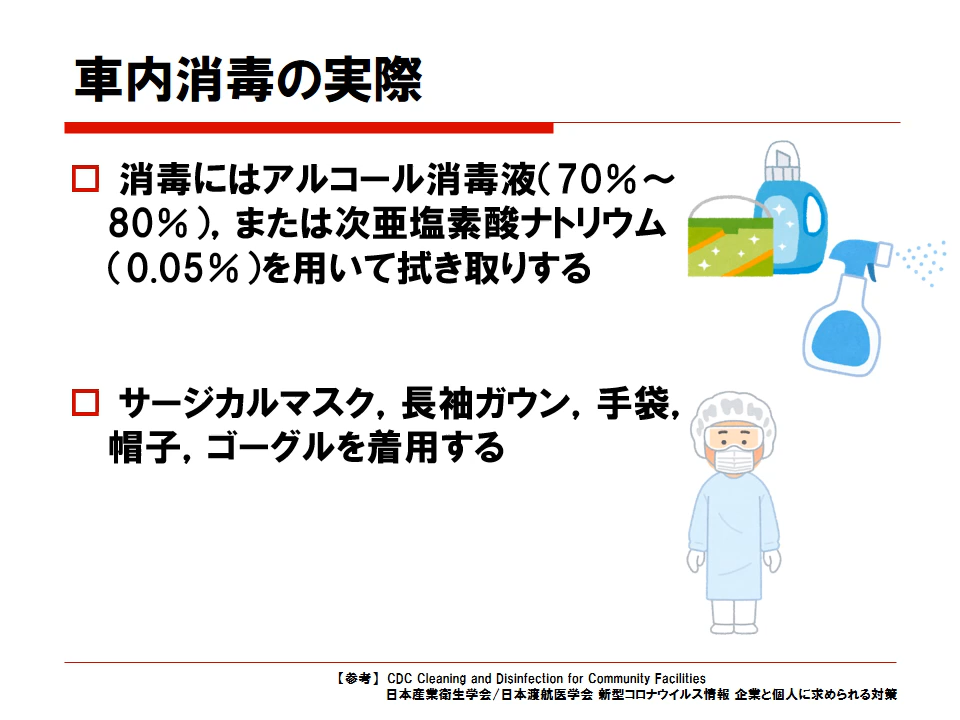 車内消毒の実際
消毒にはアルコール消毒液(70%～
80%), または次亜塩素酸ナトリウム
(0.05%)を用いて拭き取りする
サージカルマスク, 長袖ガウン, 手袋,
帽子, ゴーグルを着用する
【参考】 CDC Cleaning and Disinfection for Community Facilities
日本産業衛生学会/日本渡航医学会 新型コロナウイルス情報 企業と個人に求められる対策